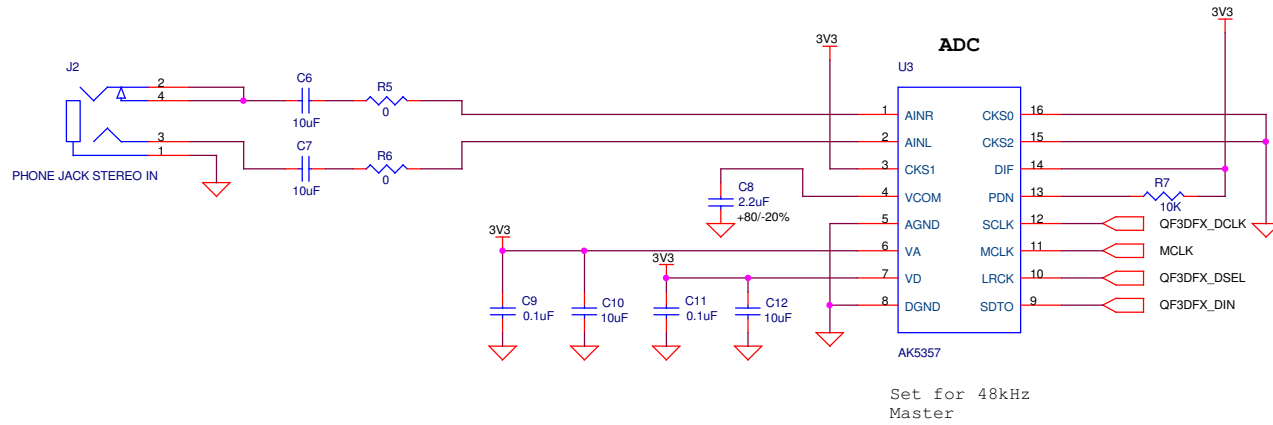 3V3
3V3
ADC
J2
U3
2
4
C6
10uF
R5
0
3
1
C7
10uF
R6
0
PHONE JACK STEREO IN
1 AINR CKS0 16
2 AINL CKS2 15
3 CKS1 DIF 14
4 VCOM PDN 13
5 AGND SCLK 12
6 VA MCLK 11
7 VD LRCK 10
8 DGND SDTO 9
R7
10K
C8
2.2uF
+80/-20%
QF3DFX_DCLK
MCLK
QF3DFX_DSEL
QF3DFX_DIN
3V3
3V3
C9
0.1uF
C10
10uF
C11
0.1uF
C12
10uF
AK5357
Set for 48kHz
Master